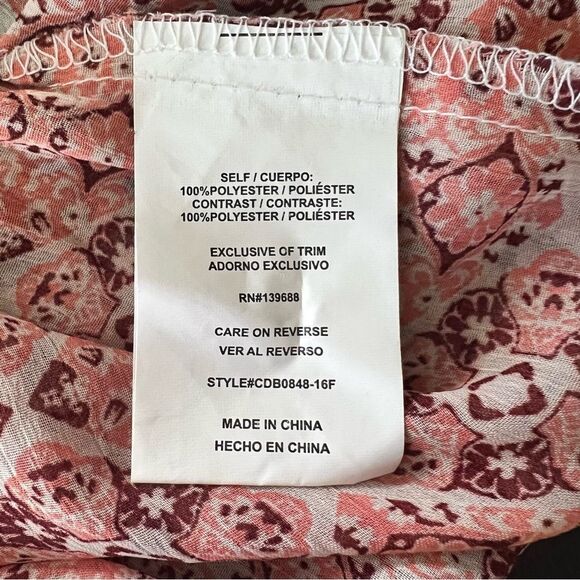 SELF / CUERPO:
100%POLYESTER / POLIÉSTER
CONTRAST / CONTRASTE:
100%POLYESTER / POLIÉSTER
EXCLUSIVE OF TRIM
ADORNO EXCLUSIVO
RN#139688
CARE ON REVERSE
VER AL REVERSO
STYLE#CDB0848-16F
MADE IN CHINA
HECHO EN CHINA